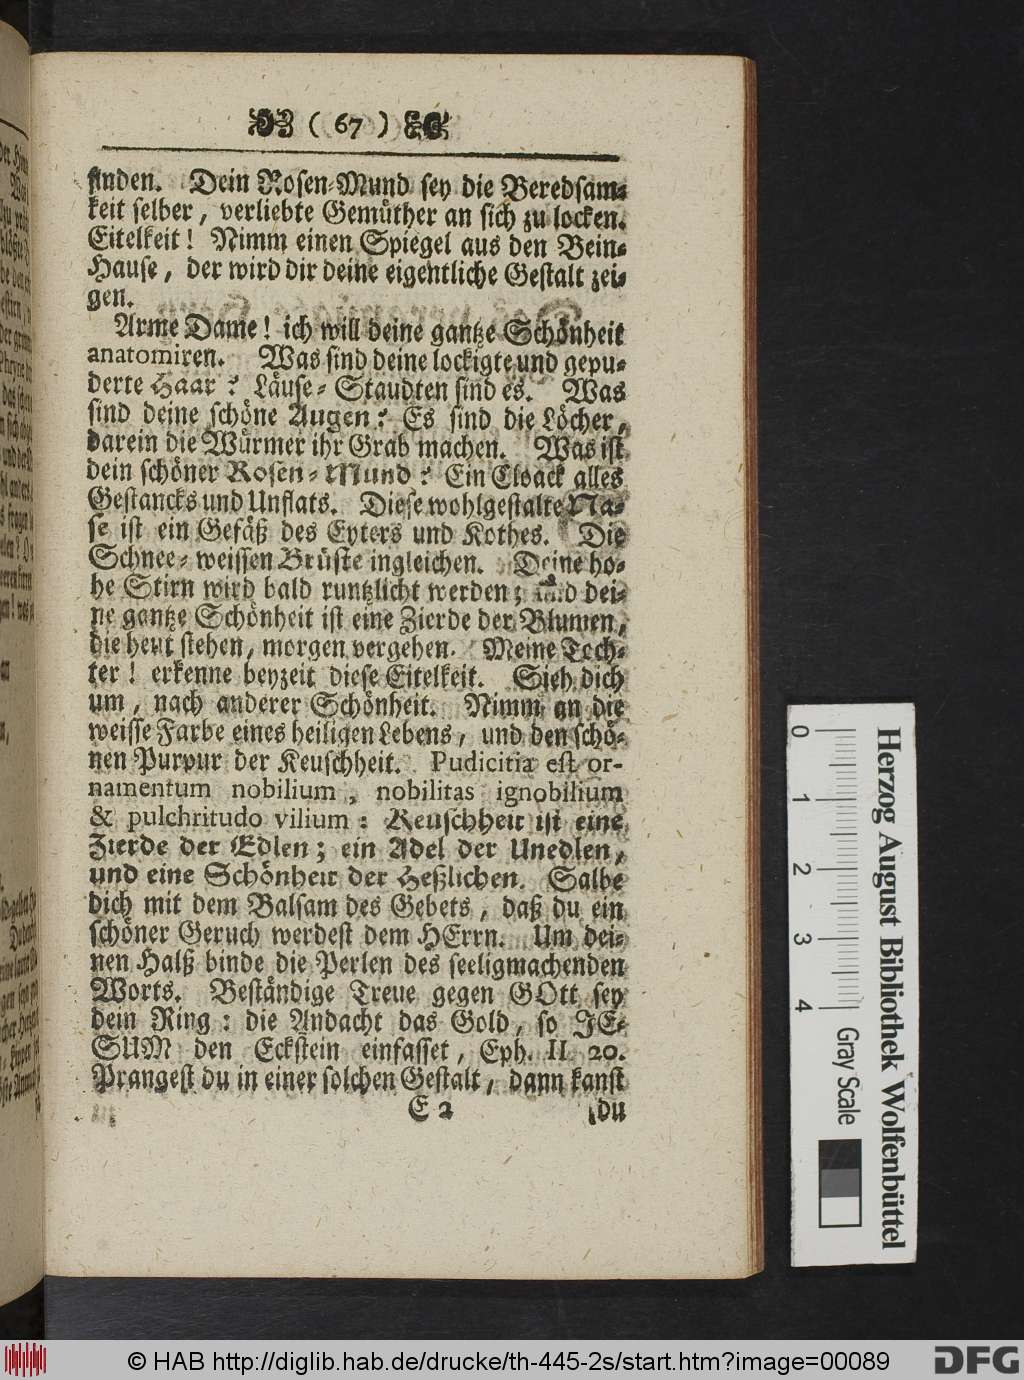 ( 67 )
finden. Dein Rosen-Mund sey die Beredsam-
keit selber, verliebte Gemüther an sich zu locken.
Eitelkeit! Nimm einen Spiegel aus den Bein-
Hause, der wird dir deine eigentliche Gestalt zei-
gen.
Arme Dame! ich will deine gantze Schönheit
anatomiren. Was sind deine lockigte und gepu-
derte Haar? Läuse-Staudten sind es. Was
sind deine schöne Augen? Es sind die Löcher,
darein die Würmer ihr Grab machen. Was ist
dein schöner Rosen-Mund? Ein Cloack alles
Gestancks und Unflats. Diese wohlgestalte Na-
se ist ein Gefäß des Eyters und Kothes. Die
Schnee-weissen Brüste ingleichen. Deine ho-
he Stirn wird bald runtzlicht werden; und dei-
ne gantze Schönheit ist eine Zierde der Blumen,
die heut stehen, morgen vergehen. Meine Toch-
ter! erkenne beyzeit diese Eitelkeit. Sieh dich
um, nach anderer Schönheit. Nimm an die
weisse Farbe eines heiligen Lebens, und den schö-
nen Purpur der Keuschheit. Pudicitia est or-
namentum nobilium, nobilitas ignobilium
& pulchritudo vilium: Keuschheit ist eine
Zierde der Edlen; ein Adel der Unedlen,
und eine Schönheit der Heßlichen. Salbe
dich mit dem Balsam des Gebets, daß du ein
schöner Geruch werdest dem HErrn. Um dei-
nen Halß binde die Perlen des seeligmachenden
Worts. Beständige Treue gegen GOtt sey
dein Ring: die Andacht das Gold, so JE-
SUM den Eckstein einfasset, Eph. II. 20.
Prangest du in einer solchen Gestalt, dann kanst
E 2 du
0 1 2 3 4
Gray Scale
Herzog August Bibliothek Wolfenbüttel
© HAB http://diglib.hab.de/drucke/th-445-2s/start.htm?image=00089
DFG